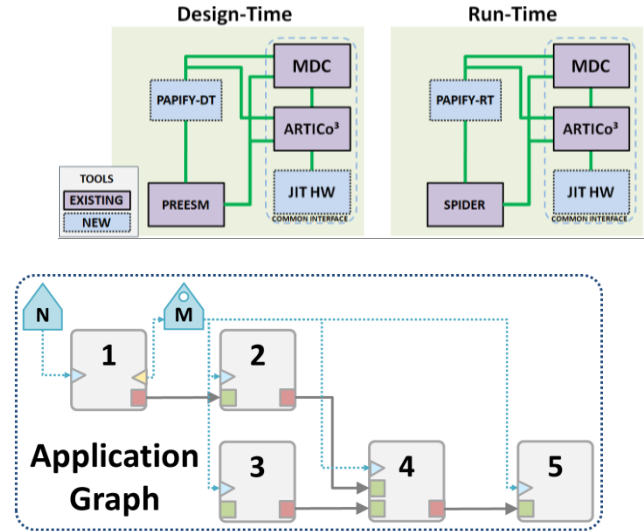 Design-Time
Run-Time
MDC
PAPIFY-DT
ARTICo³
PREESM
JIT HW
COMMON INTERFACE
MDC
PAPIFY-RT
ARTICo³
SPIDER
JIT HW
COMMON INTERFACE
TOOLS
EXISTING
NEW
N
M
1
2
3
4
5
Application
Graph